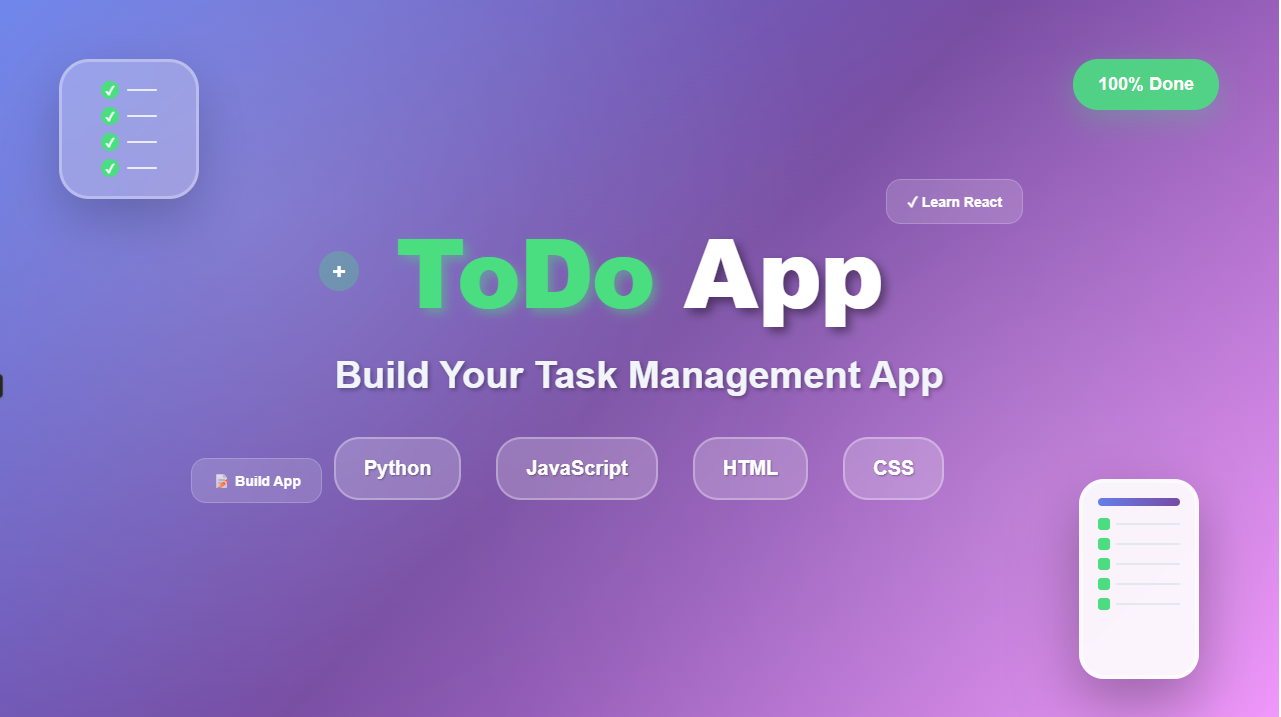 100% Done
✓ Learn React
+
ToDo App
Build Your Task Management App
📝 Build App
Python
JavaScript
HTML
CSS